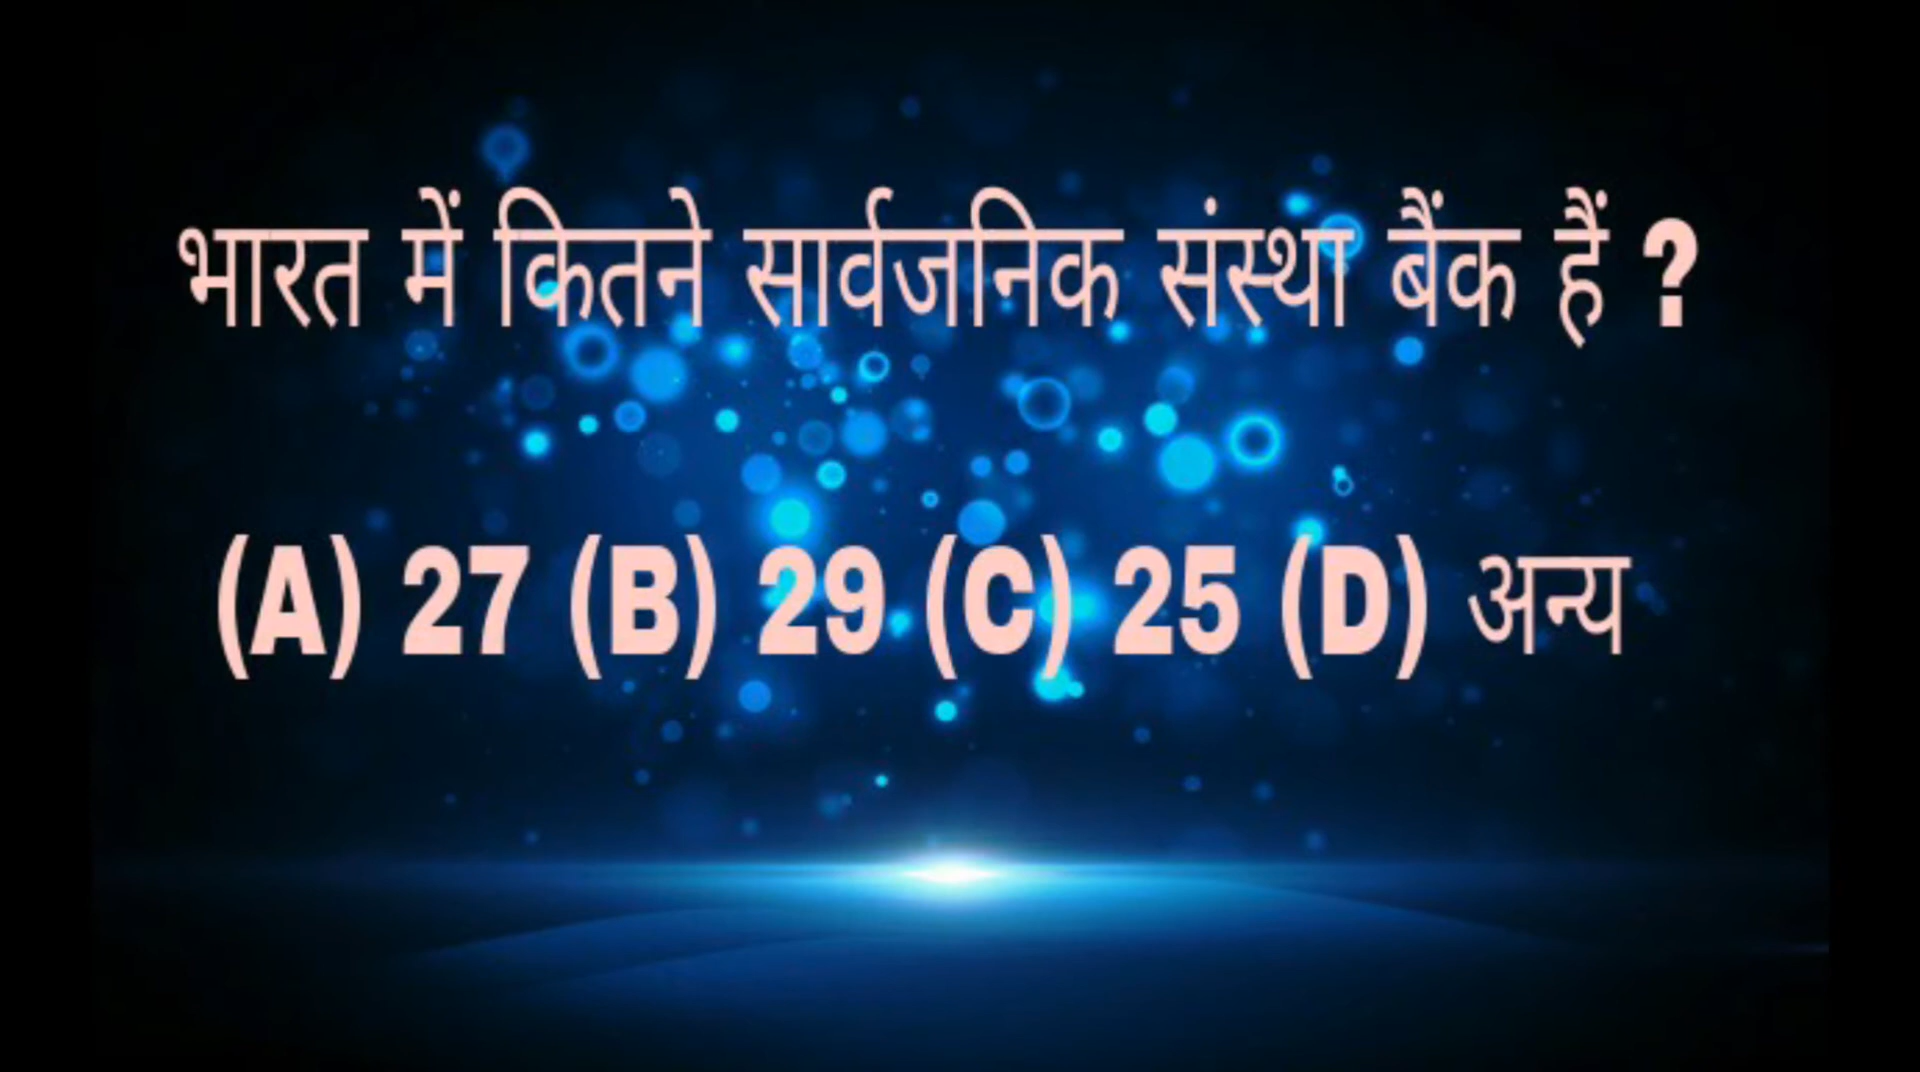 भारत में कितने सार्वजनिक संस्था बैंक हैं ?
(A) 27 (B) 29 (C) 25 (D) अन्य